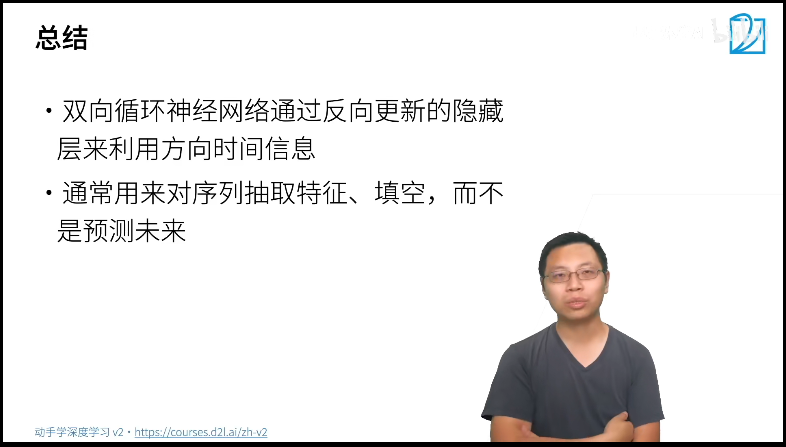 总结
• 双向循环神经网络通过反向更新的隐藏
层来利用方向时间信息
• 通常用来对序列抽取特征、填空，而不
是预测未来
动手学深度学习 v2 • https://courses.d2l.ai/zh-v2